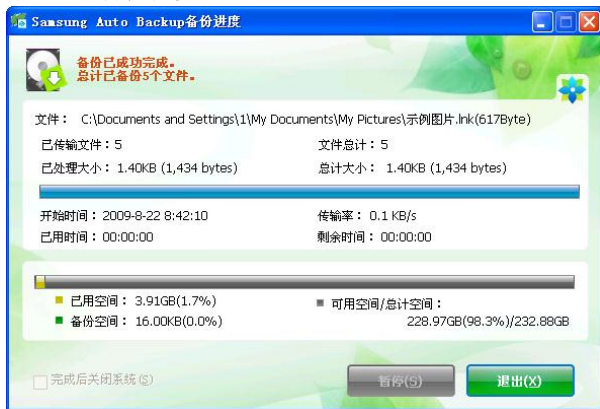 Samsung Auto Backup备份进度
备份已成功完成。
总计已备份5个文件。
文件： C:\Documents and Settings\1\My Documents\My Pictures\示例图片.lnk(617Byte)
已传输文件：5 文件总计：5
已处理大小： 1.40KB (1,434 bytes) 总计大小： 1.40KB (1,434 bytes)
开始时间：2009-8-22 8:42:10 传输率： 0.1 KB/s
已用时间：00:00:00 剩余时间：00:00:00
已用空间： 3.91GB(1.7%) 可用空间/总计空间：
备份空间： 16.00KB(0.0%) 228.97GB(98.3%)/232.88GB
完成后关闭系统(S) 暂停(S) 退出(X)